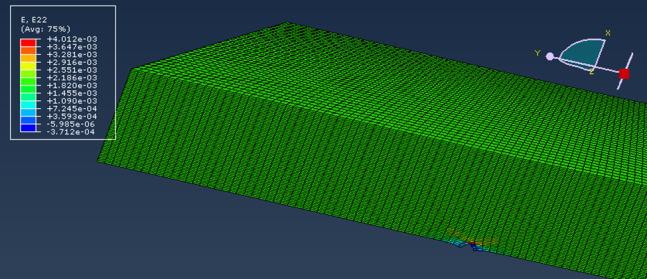 E, E22
(Avg: 75%)
+4.012e-03
+3.647e-03
+3.281e-03
+2.916e-03
+2.551e-03
+2.186e-03
+1.820e-03
+1.455e-03
+1.090e-03
+7.245e-04
+3.593e-04
-5.985e-06
-3.712e-04
X
Y
Z